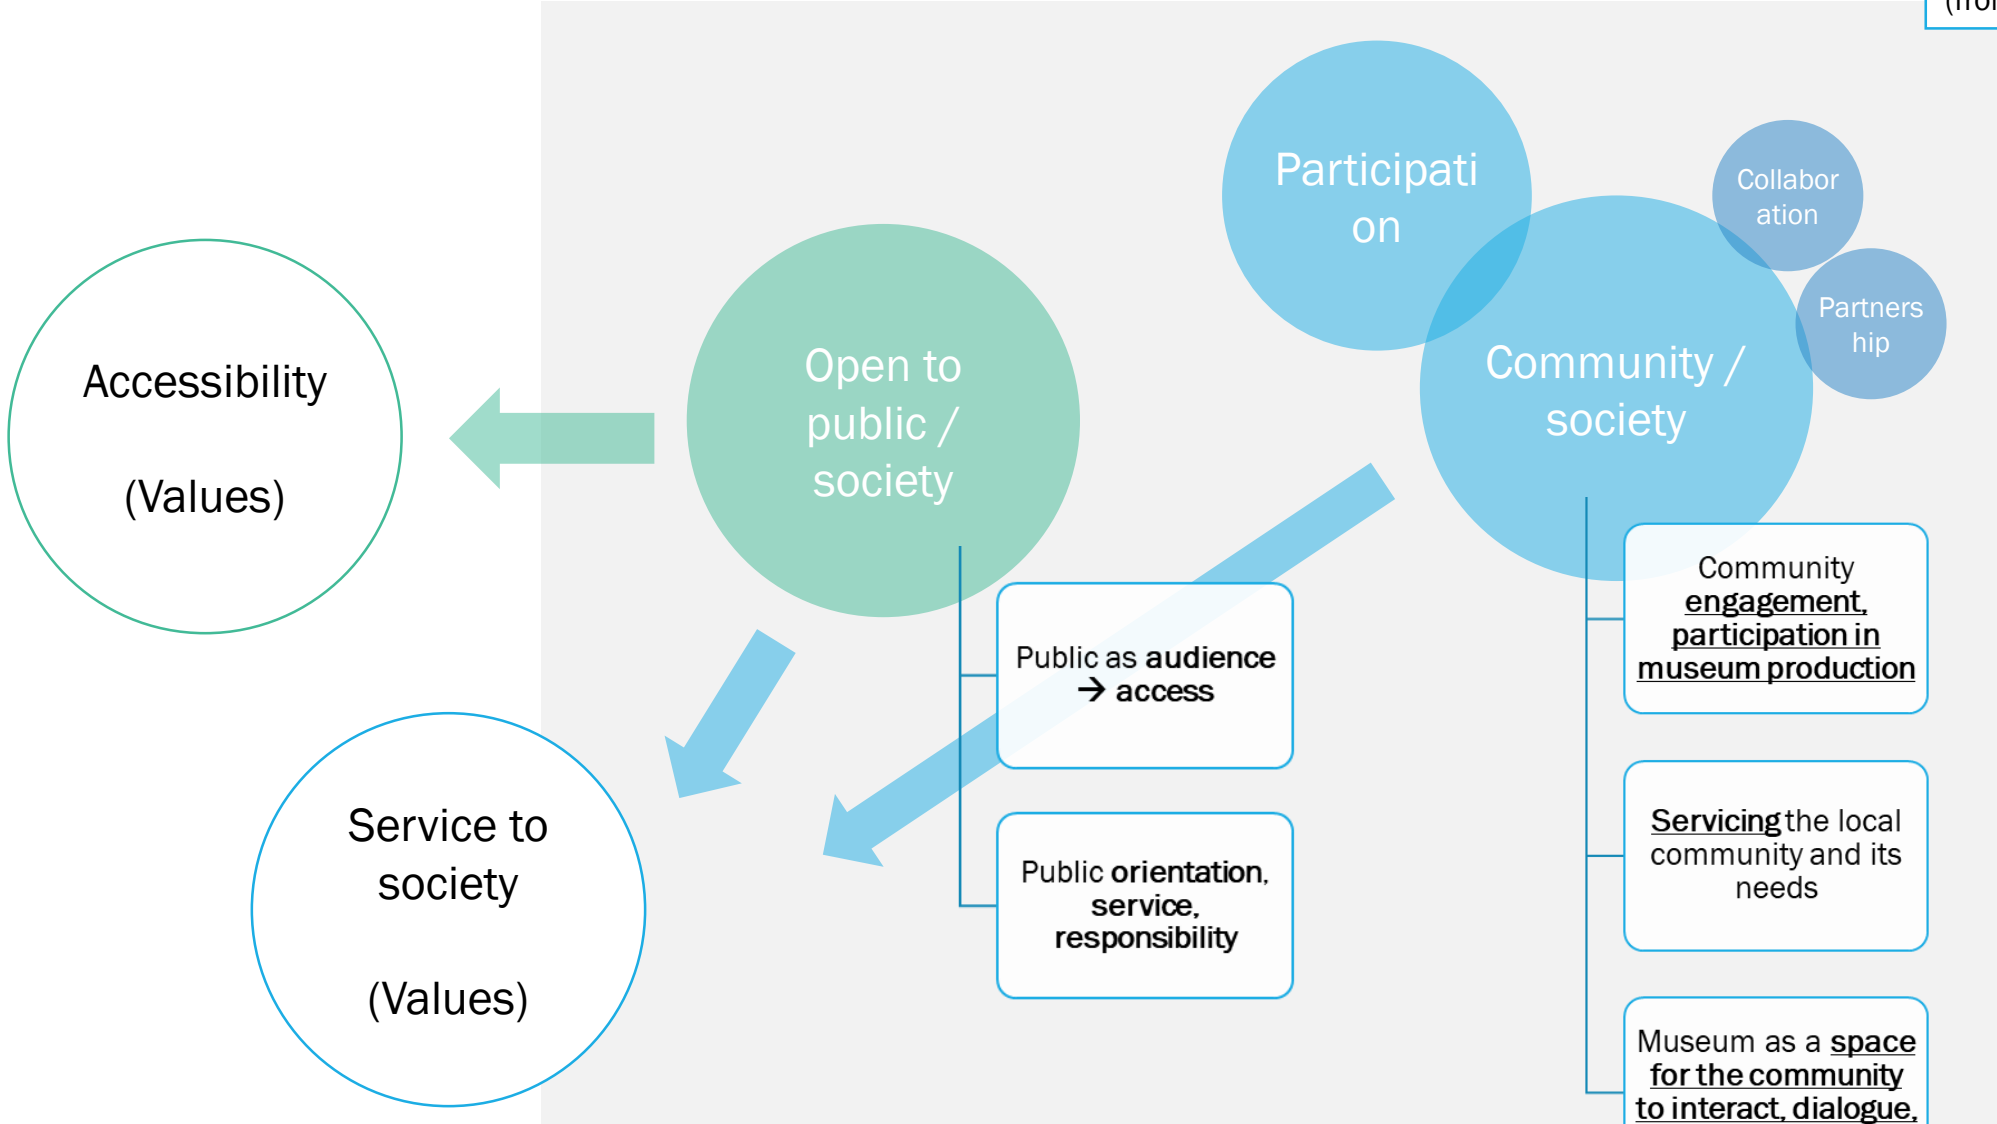 Participati
on
Collabor
ation
Partners
hip
Community /
society
Open to
public /
society
Accessibility
(Values)
Service to
society
(Values)
Public as audience
→ access
Public orientation,
service,
responsibility
Community
engagement,
participation in
museum production
Servicing the local
community and its
needs
Museum as a space
for the community
to interact, dialogue,